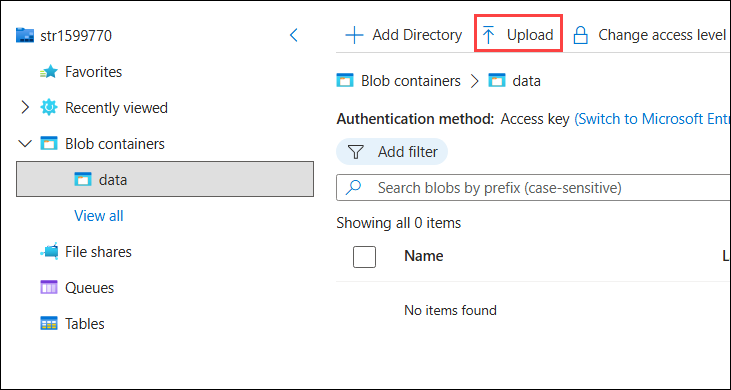 str1599770
Favorites
Recently viewed
Blob containers
data
View all
File shares
Queues
Tables
Add Directory Upload Change access level
Blob containers > data
Authentication method: Access key (Switch to Microsoft Entr
Add filter
Search blobs by prefix (case-sensitive)
Showing all 0 items
Name L
No items found